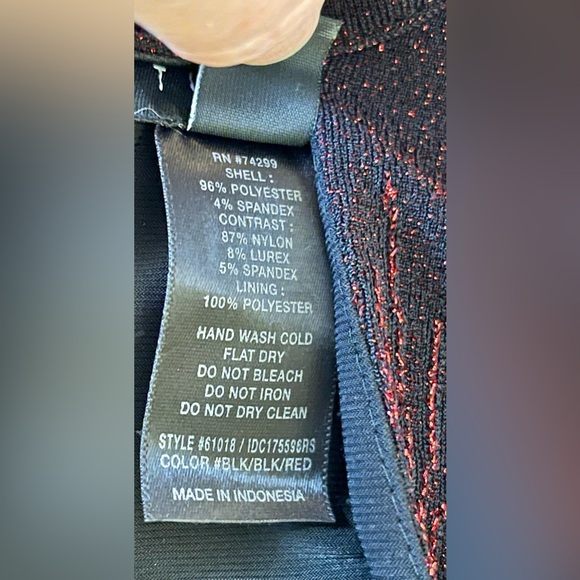 RN #74299
SHELL :
96% POLYESTER
4% SPANDEX
CONTRAST :
87% NYLON
8% LUREX
5% SPANDEX
LINING :
100% POLYESTER
HAND WASH COLD
FLAT DRY
DO NOT BLEACH
DO NOT IRON
DO NOT DRY CLEAN
STYLE #61018 / IDC175596RS
COLOR #BLK/BLK/RED
MADE IN INDONESIA